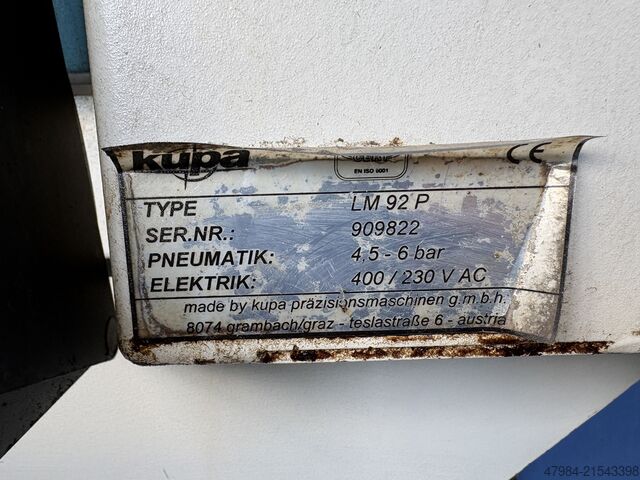 kupa
EN ISO 9001
CE
TYPE LM 92 P
SER.NR.: 909822
PNEUMATIK: 4,5 - 6 bar
ELEKTRIK: 400 / 230 V AC
made by kupa präzisionsmaschinen g.m.b.h.
8074 grambach/graz - teslastraße 6 - austria
47984-21543398